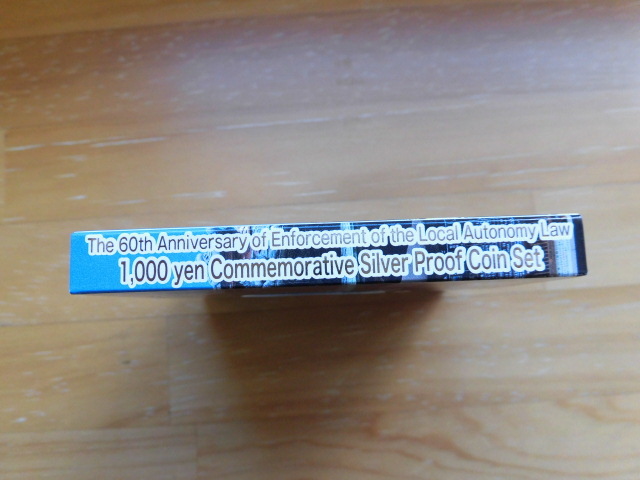 The 60th Anniversary of Enforcement of the Local Autonomy Law
1,000 yen Commemorative Silver Proof Coin Set